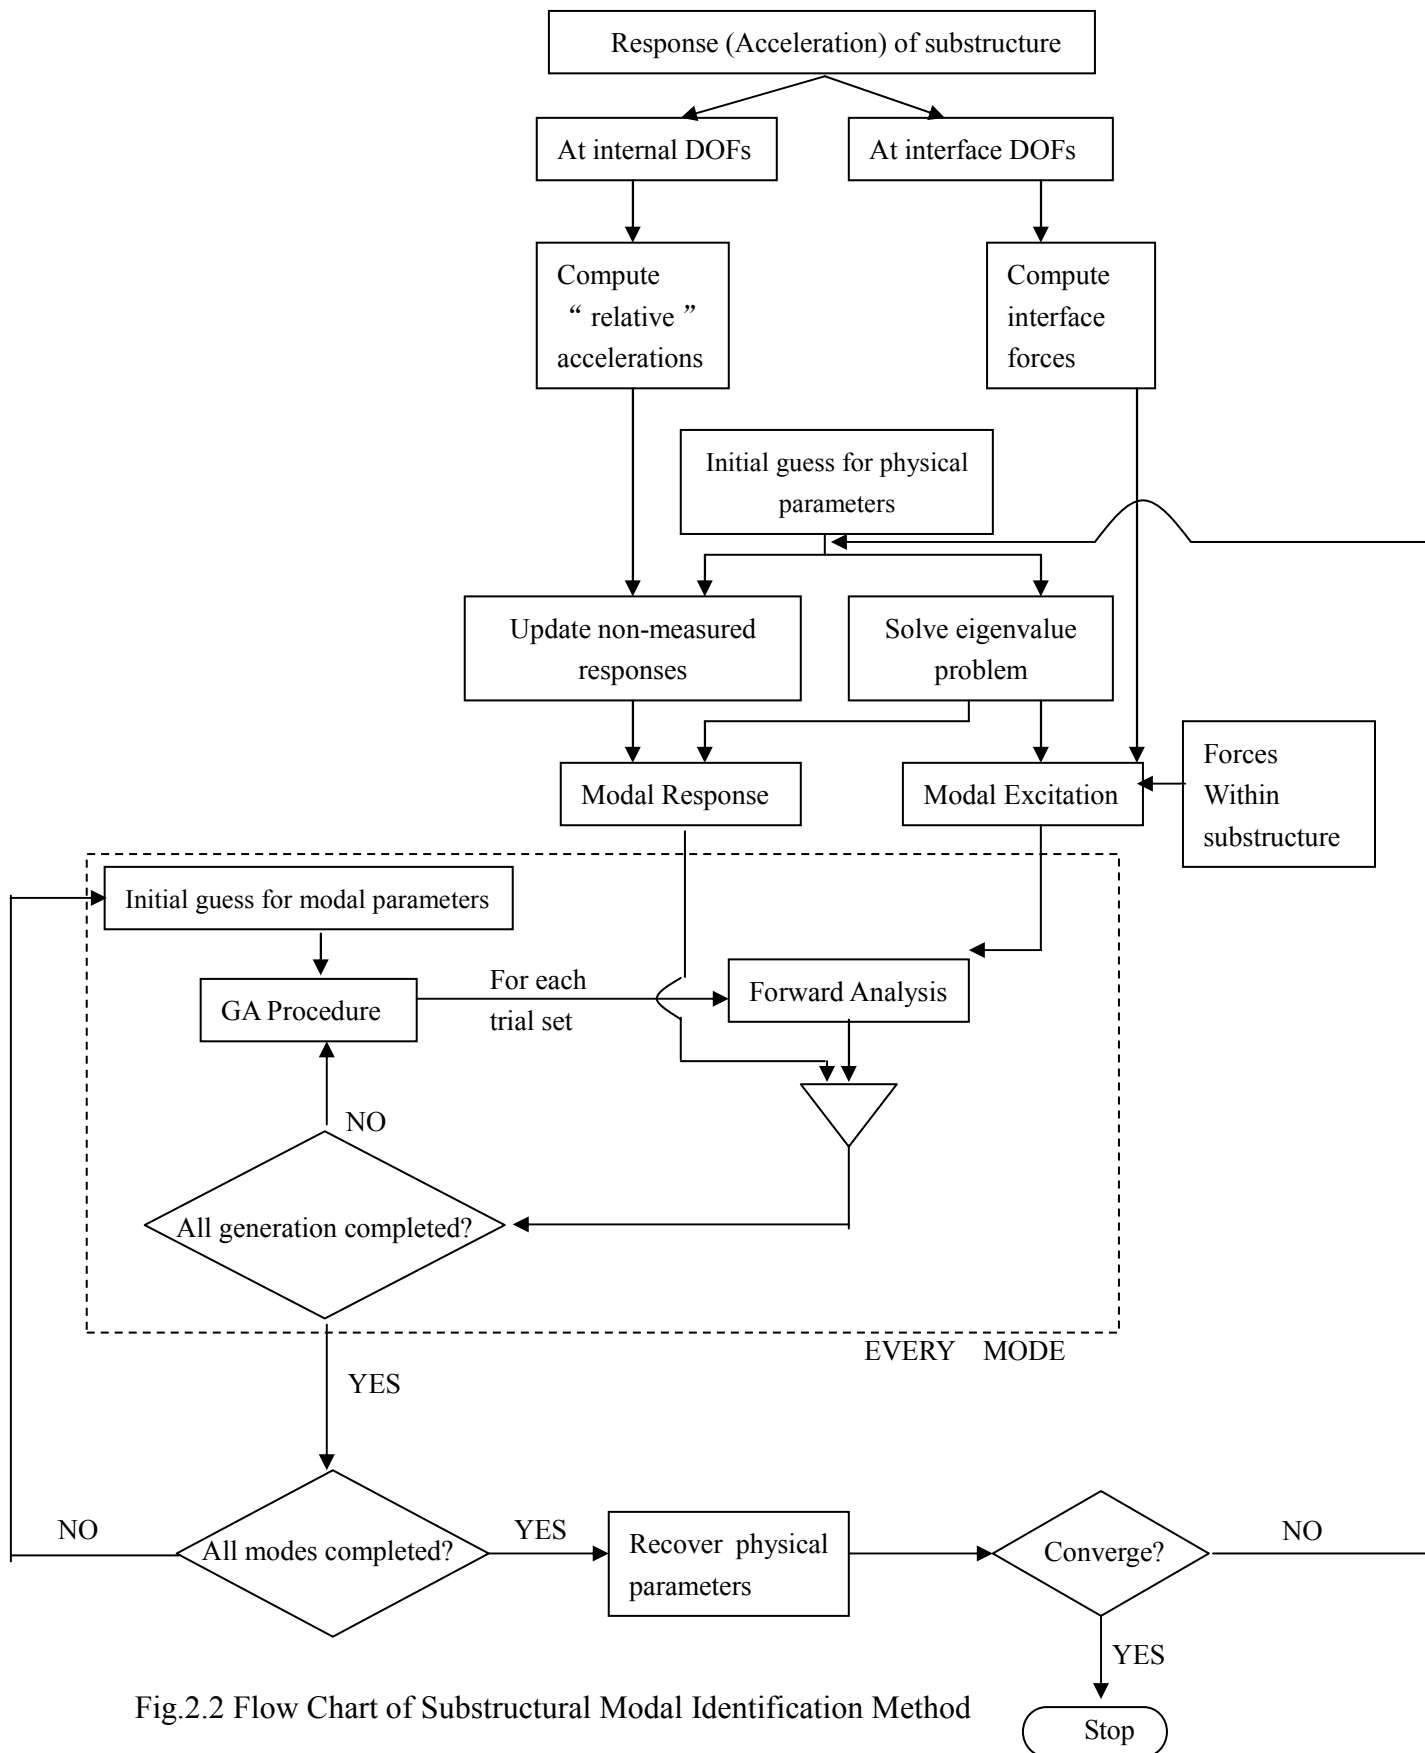 Response (Acceleration) of substructure
At internal DOFs
At interface DOFs
Compute
“ relative ”
accelerations
Compute
interface
forces
Initial guess for physical
parameters
Update non-measured
responses
Solve eigenvalue
problem
Modal Response
Modal Excitation
Forces
Within
substructure
Initial guess for modal parameters
GA Procedure
For each
trial set
Forward Analysis
NO
All generation completed?
EVERY MODE
YES
NO
All modes completed?
YES
Recover physical
parameters
Converge?
NO
YES
Stop
Fig.2.2 Flow Chart of Substructural Modal Identification Method